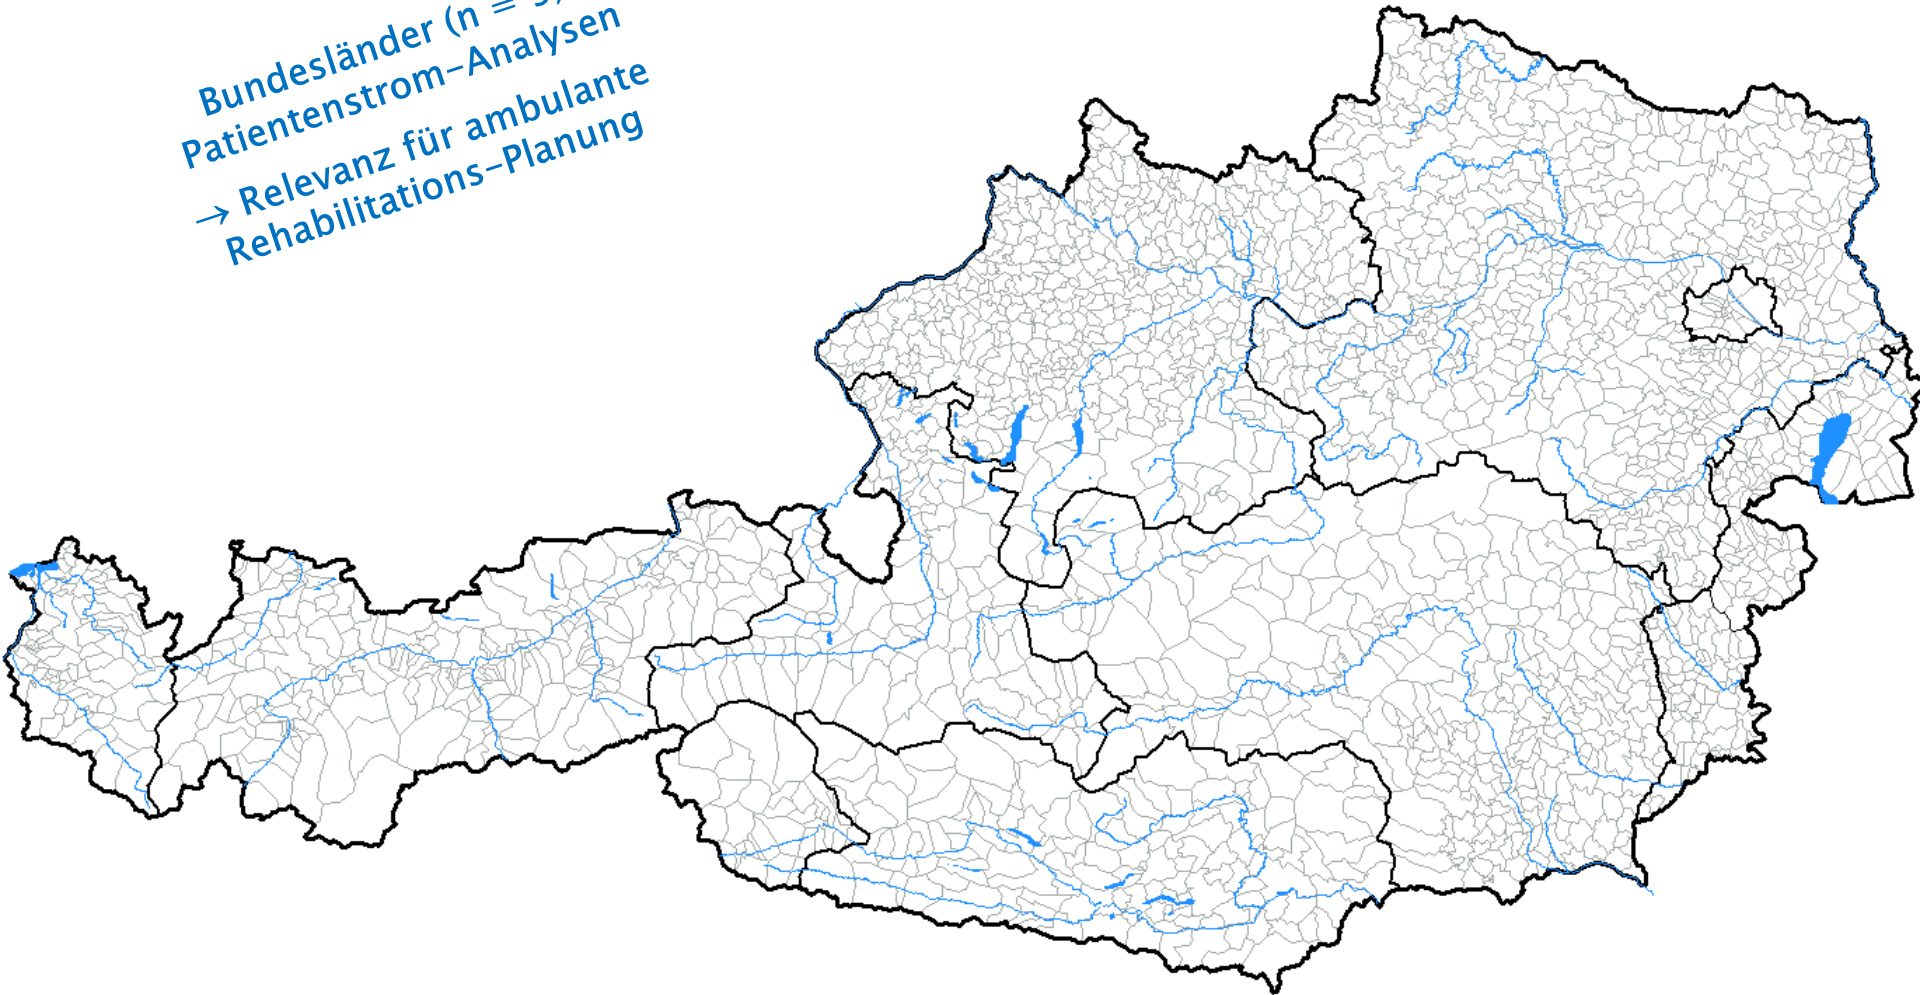 Bundesländer (n =
Patientenstrom-Analysen
→ Relevanz für ambulante
Rehabilitations-Planung